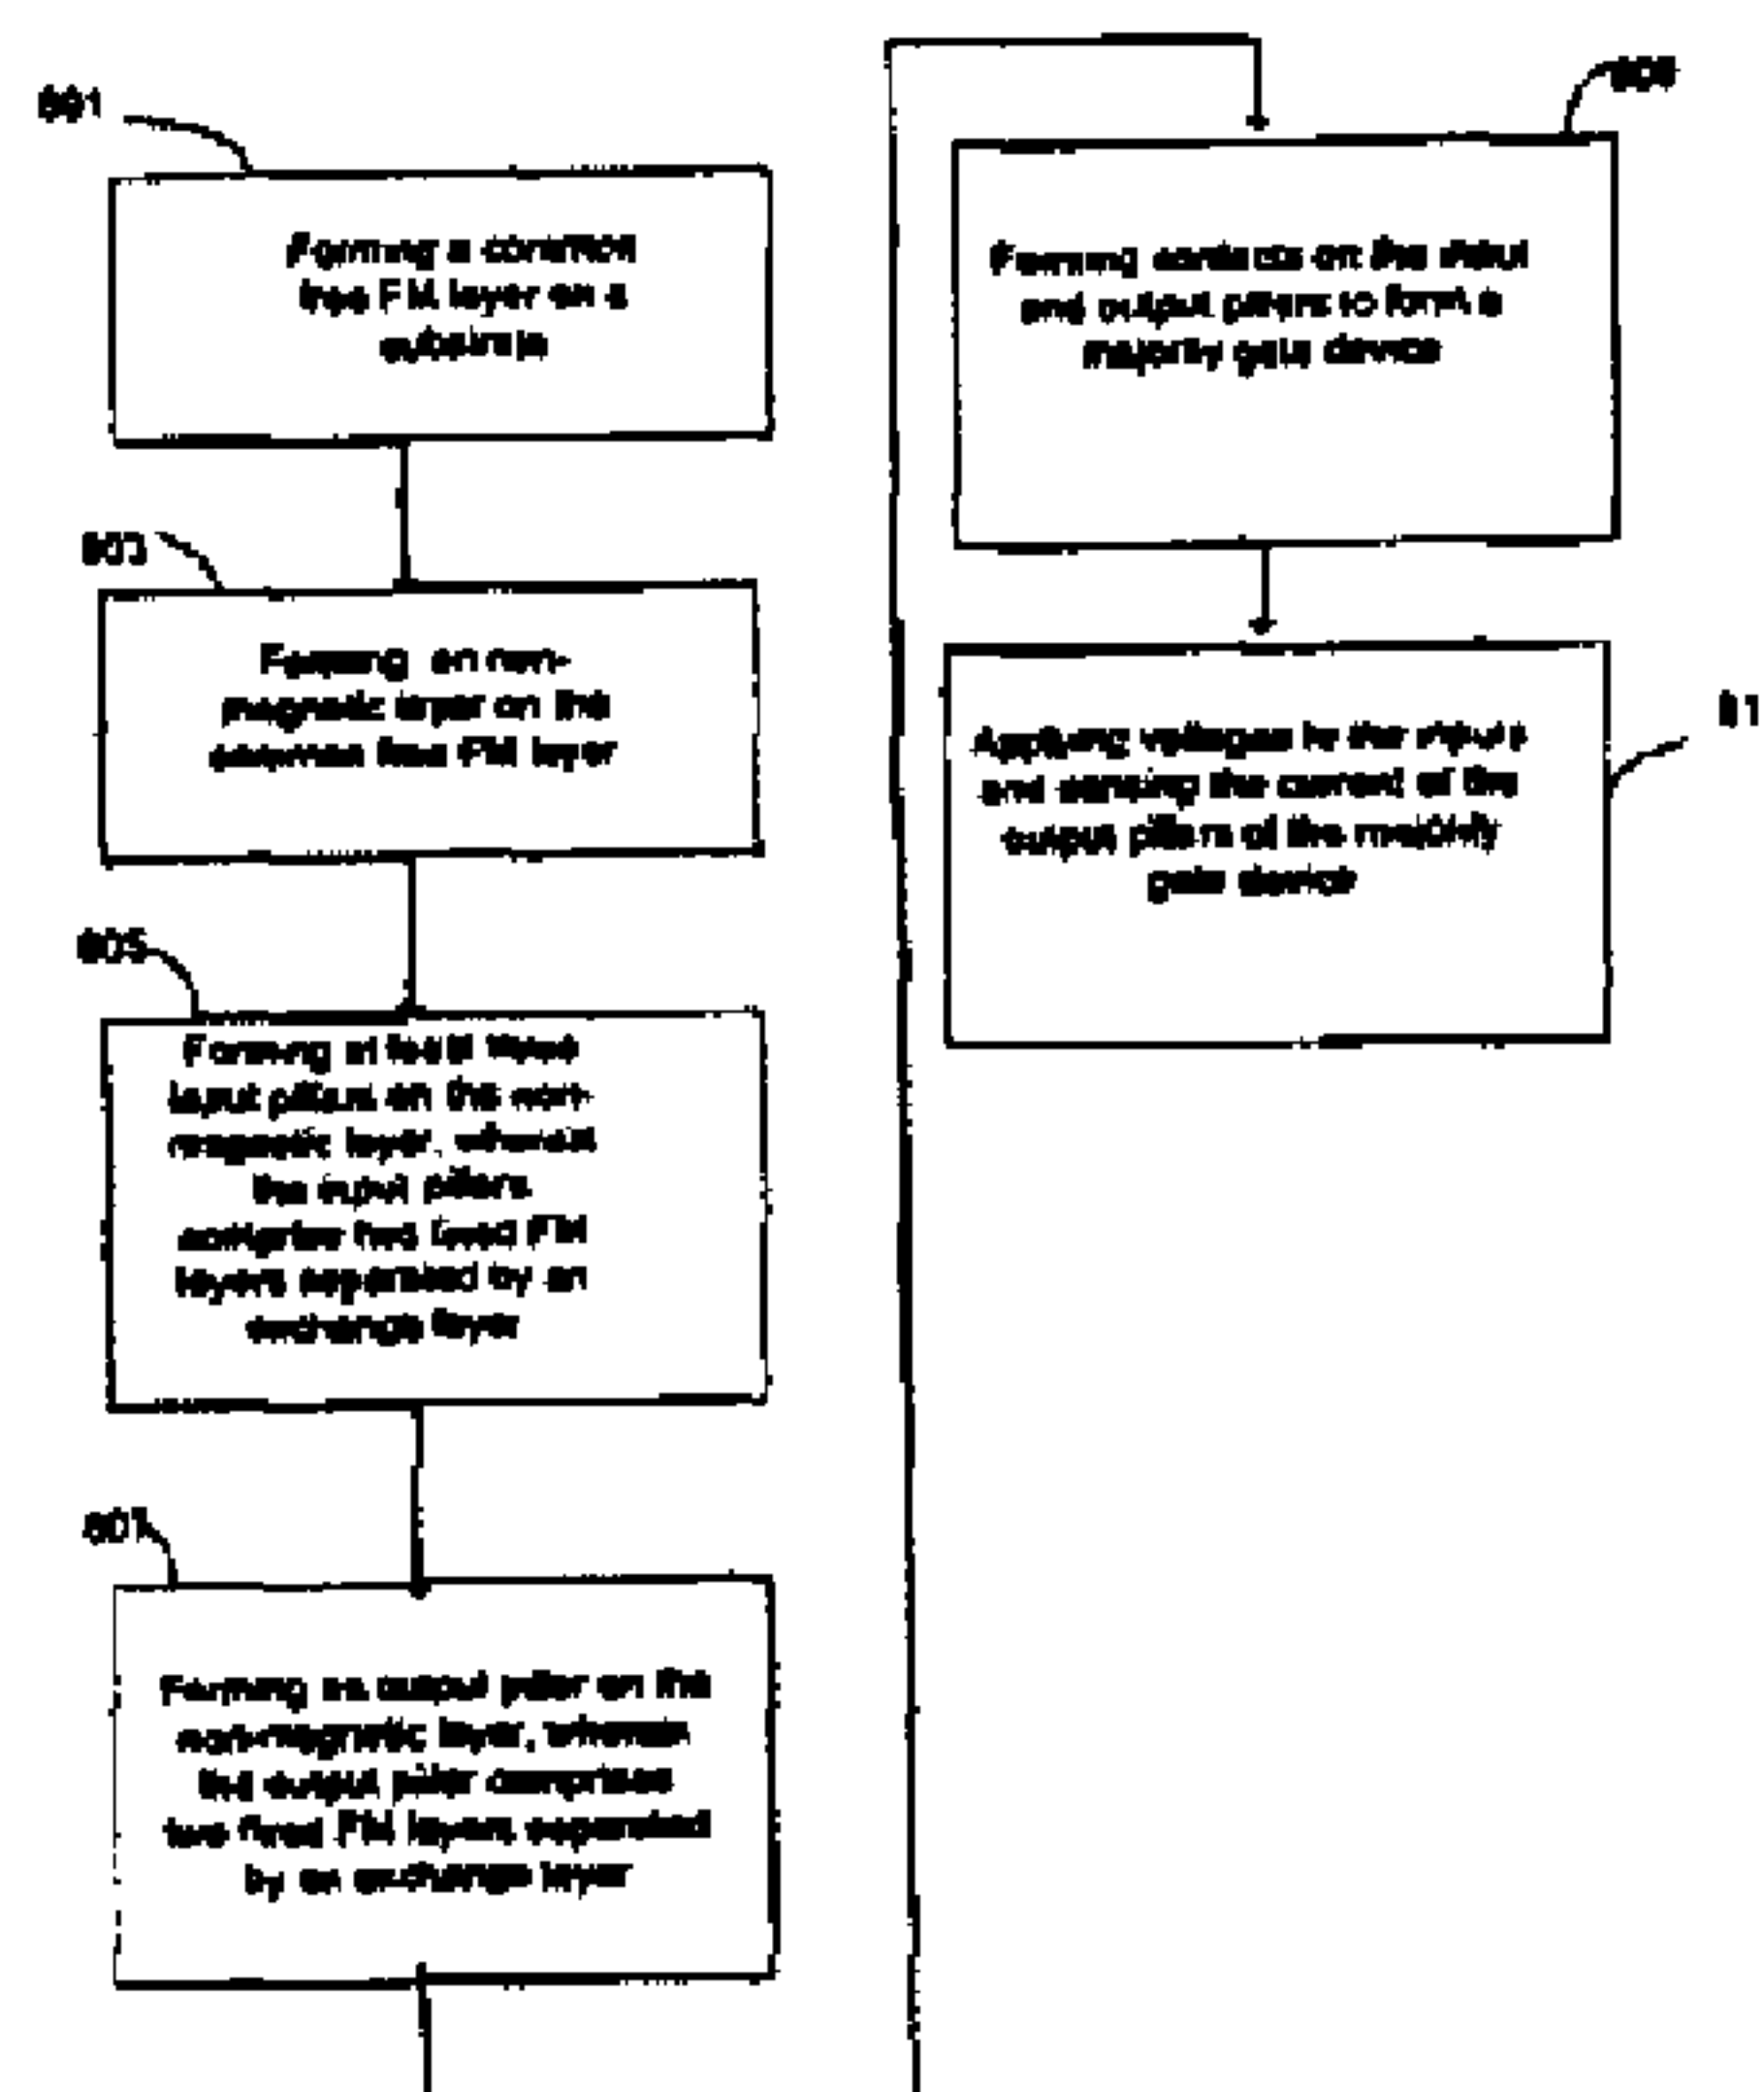 Forming a common
free FM layer on a
substrate
Forming an non-
magnetic layer on the
common free FM layer
805
Forming at least three
input pillars on the non-
magnetic layer, wherein
the input pillars
comprise two fixed FM
layers separated by an
exchange layer
807
Forming an output pillar on the
non-magnetic layer, wherein
the output pillar comprises
two fixed FM layers separated
by an exchange layer
Forming contacts on the input
and output pillars to form a
majority gate device
Applying voltages to the inputs
and sensing the current of the
output pillars of the majority
gate device